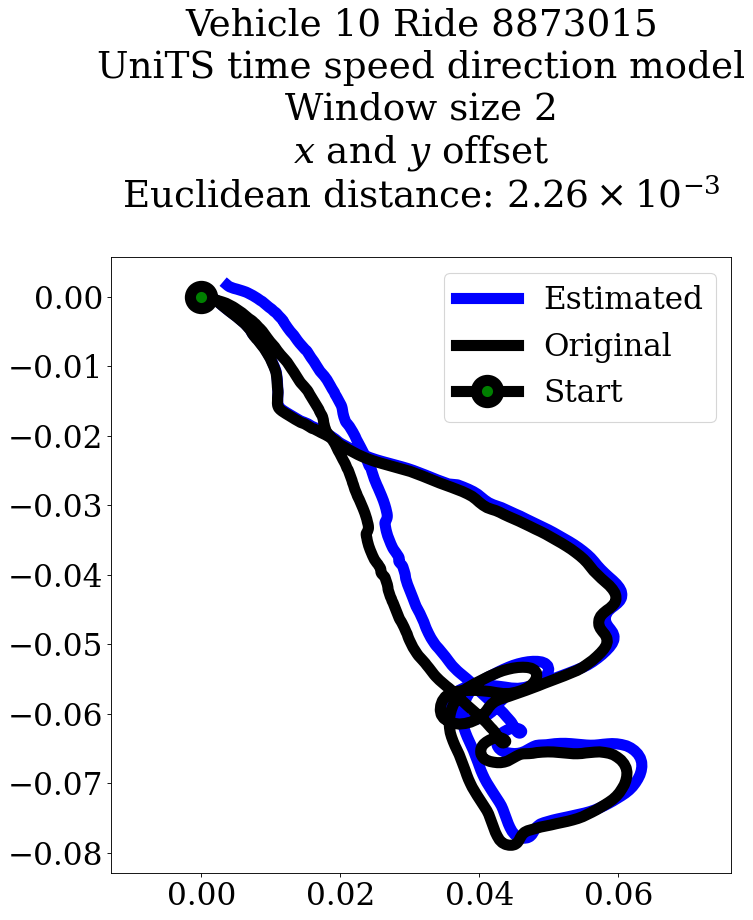 Vehicle 10 Ride 8873015
UniTS time speed direction model
Window size 2
x and y offset
Euclidean distance: 2.26 × 10⁻³
Estimated
Original
Start
0.00
−0.01
−0.02
−0.03
−0.04
−0.05
−0.06
−0.07
−0.08
0.00 0.02 0.04 0.06